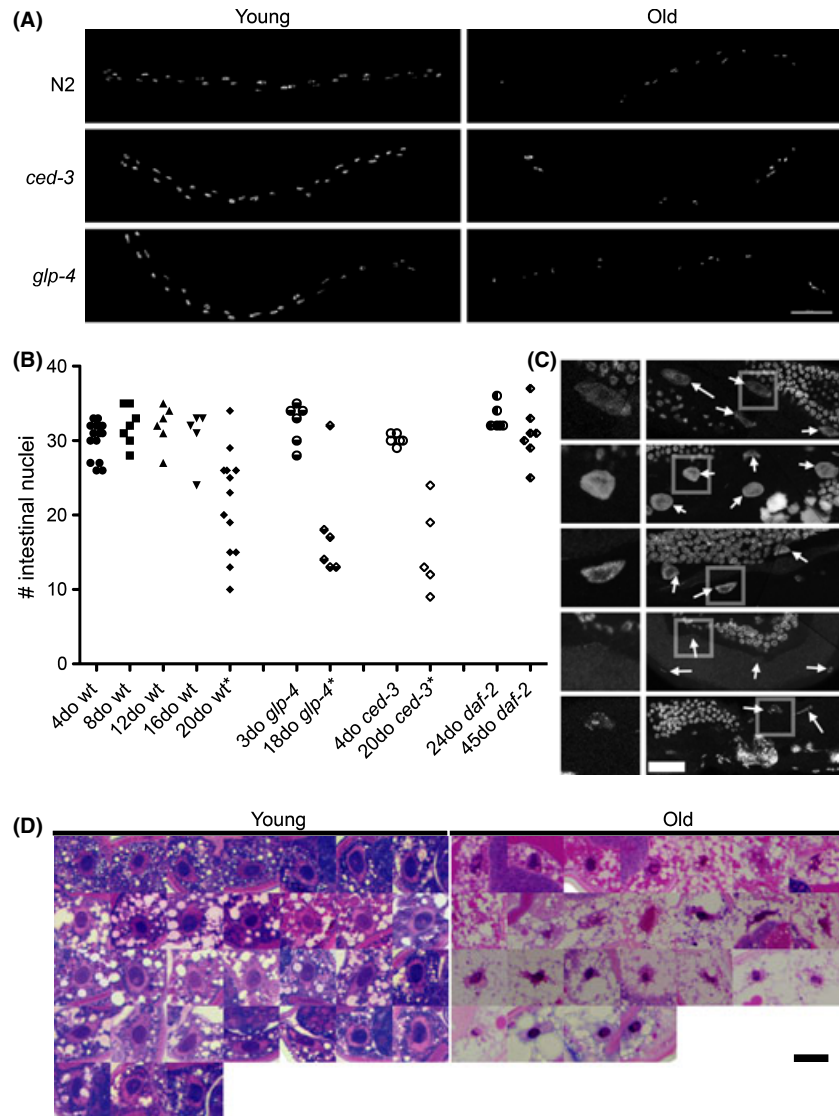 (A)
Young Old
N2
ced-3
glp-4
(B)
40
30
20
10
0
# intestinal nuclei
4do wt
8do wt
12do wt
16do wt
20do wt*
3do glp-4
18do glp-4*
4do ced-3
20do ced-3*
24do daf-2
45do daf-2
(C)
(D)
Young Old